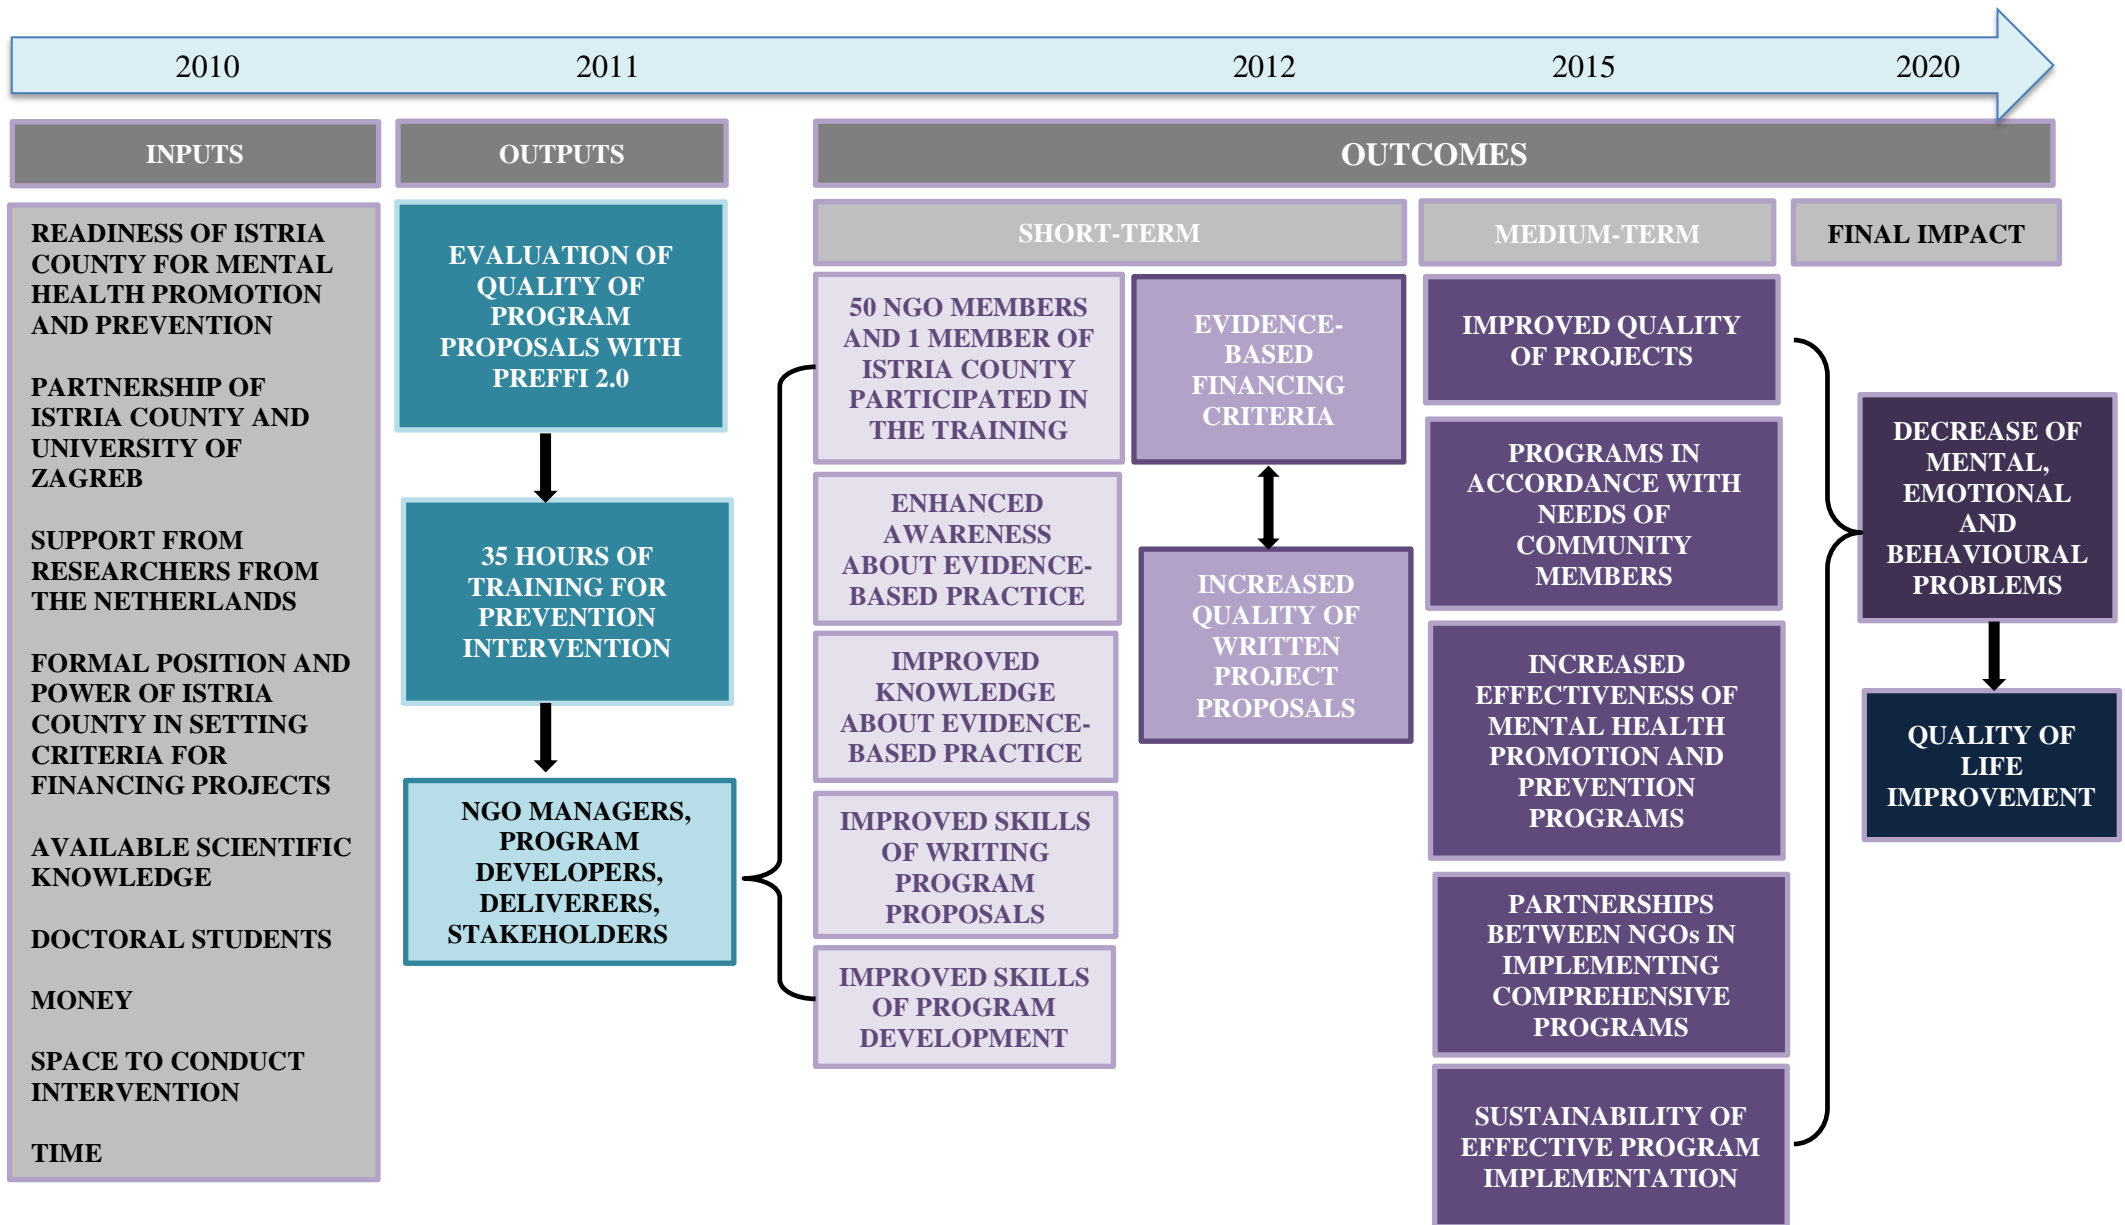 2010
2011
2012
2015
2020
INPUTS
OUTPUTS
OUTCOMES
READINESS OF ISTRIA
COUNTY FOR MENTAL
HEALTH PROMOTION
AND PREVENTION
PARTNERSHIP OF
ISTRIA COUNTY AND
UNIVERSITY OF
ZAGREB
SUPPORT FROM
RESEARCHERS FROM
THE NETHERLANDS
FORMAL POSITION AND
POWER OF ISTRIA
COUNTY IN SETTING
CRITERIA FOR
FINANCING PROJECTS
AVAILABLE SCIENTIFIC
KNOWLEDGE
DOCTORAL STUDENTS
MONEY
SPACE TO CONDUCT
INTERVENTION
TIME
EVALUATION OF
QUALITY OF
PROGRAM
PROPOSALS WITH
PREFFI 2.0
35 HOURS OF
TRAINING FOR
PREVENTION
INTERVENTION
NGO MANAGERS,
PROGRAM
DEVELOPERS,
DELIVERERS,
STAKEHOLDERS
SHORT-TERM
50 NGO MEMBERS
AND 1 MEMBER OF
ISTRIA COUNTY
PARTICIPATED IN
THE TRAINING
ENHANCED
AWARENESS
ABOUT EVIDENCE-
BASED PRACTICE
IMPROVED
KNOWLEDGE
ABOUT EVIDENCE-
BASED PRACTICE
IMPROVED SKILLS
OF WRITING
PROGRAM
PROPOSALS
IMPROVED SKILLS
OF PROGRAM
DEVELOPMENT
EVIDENCE-
BASED
FINANCING
CRITERIA
INCREASED
QUALITY OF
WRITTEN
PROJECT
PROPOSALS
MEDIUM-TERM
IMPROVED QUALITY
OF PROJECTS
PROGRAMS IN
ACCORDANCE WITH
NEEDS OF
COMMUNITY
MEMBERS
INCREASED
EFFECTIVENESS OF
MENTAL HEALTH
PROMOTION AND
PREVENTION
PROGRAMS
PARTNERSHIPS
BETWEEN NGOs IN
IMPLEMENTING
COMPREHENSIVE
PROGRAMS
SUSTAINABILITY OF
EFFECTIVE PROGRAM
IMPLEMENTATION
FINAL IMPACT
DECREASE OF
MENTAL,
EMOTIONAL
AND
BEHAVIOURAL
PROBLEMS
QUALITY OF
LIFE
IMPROVEMENT